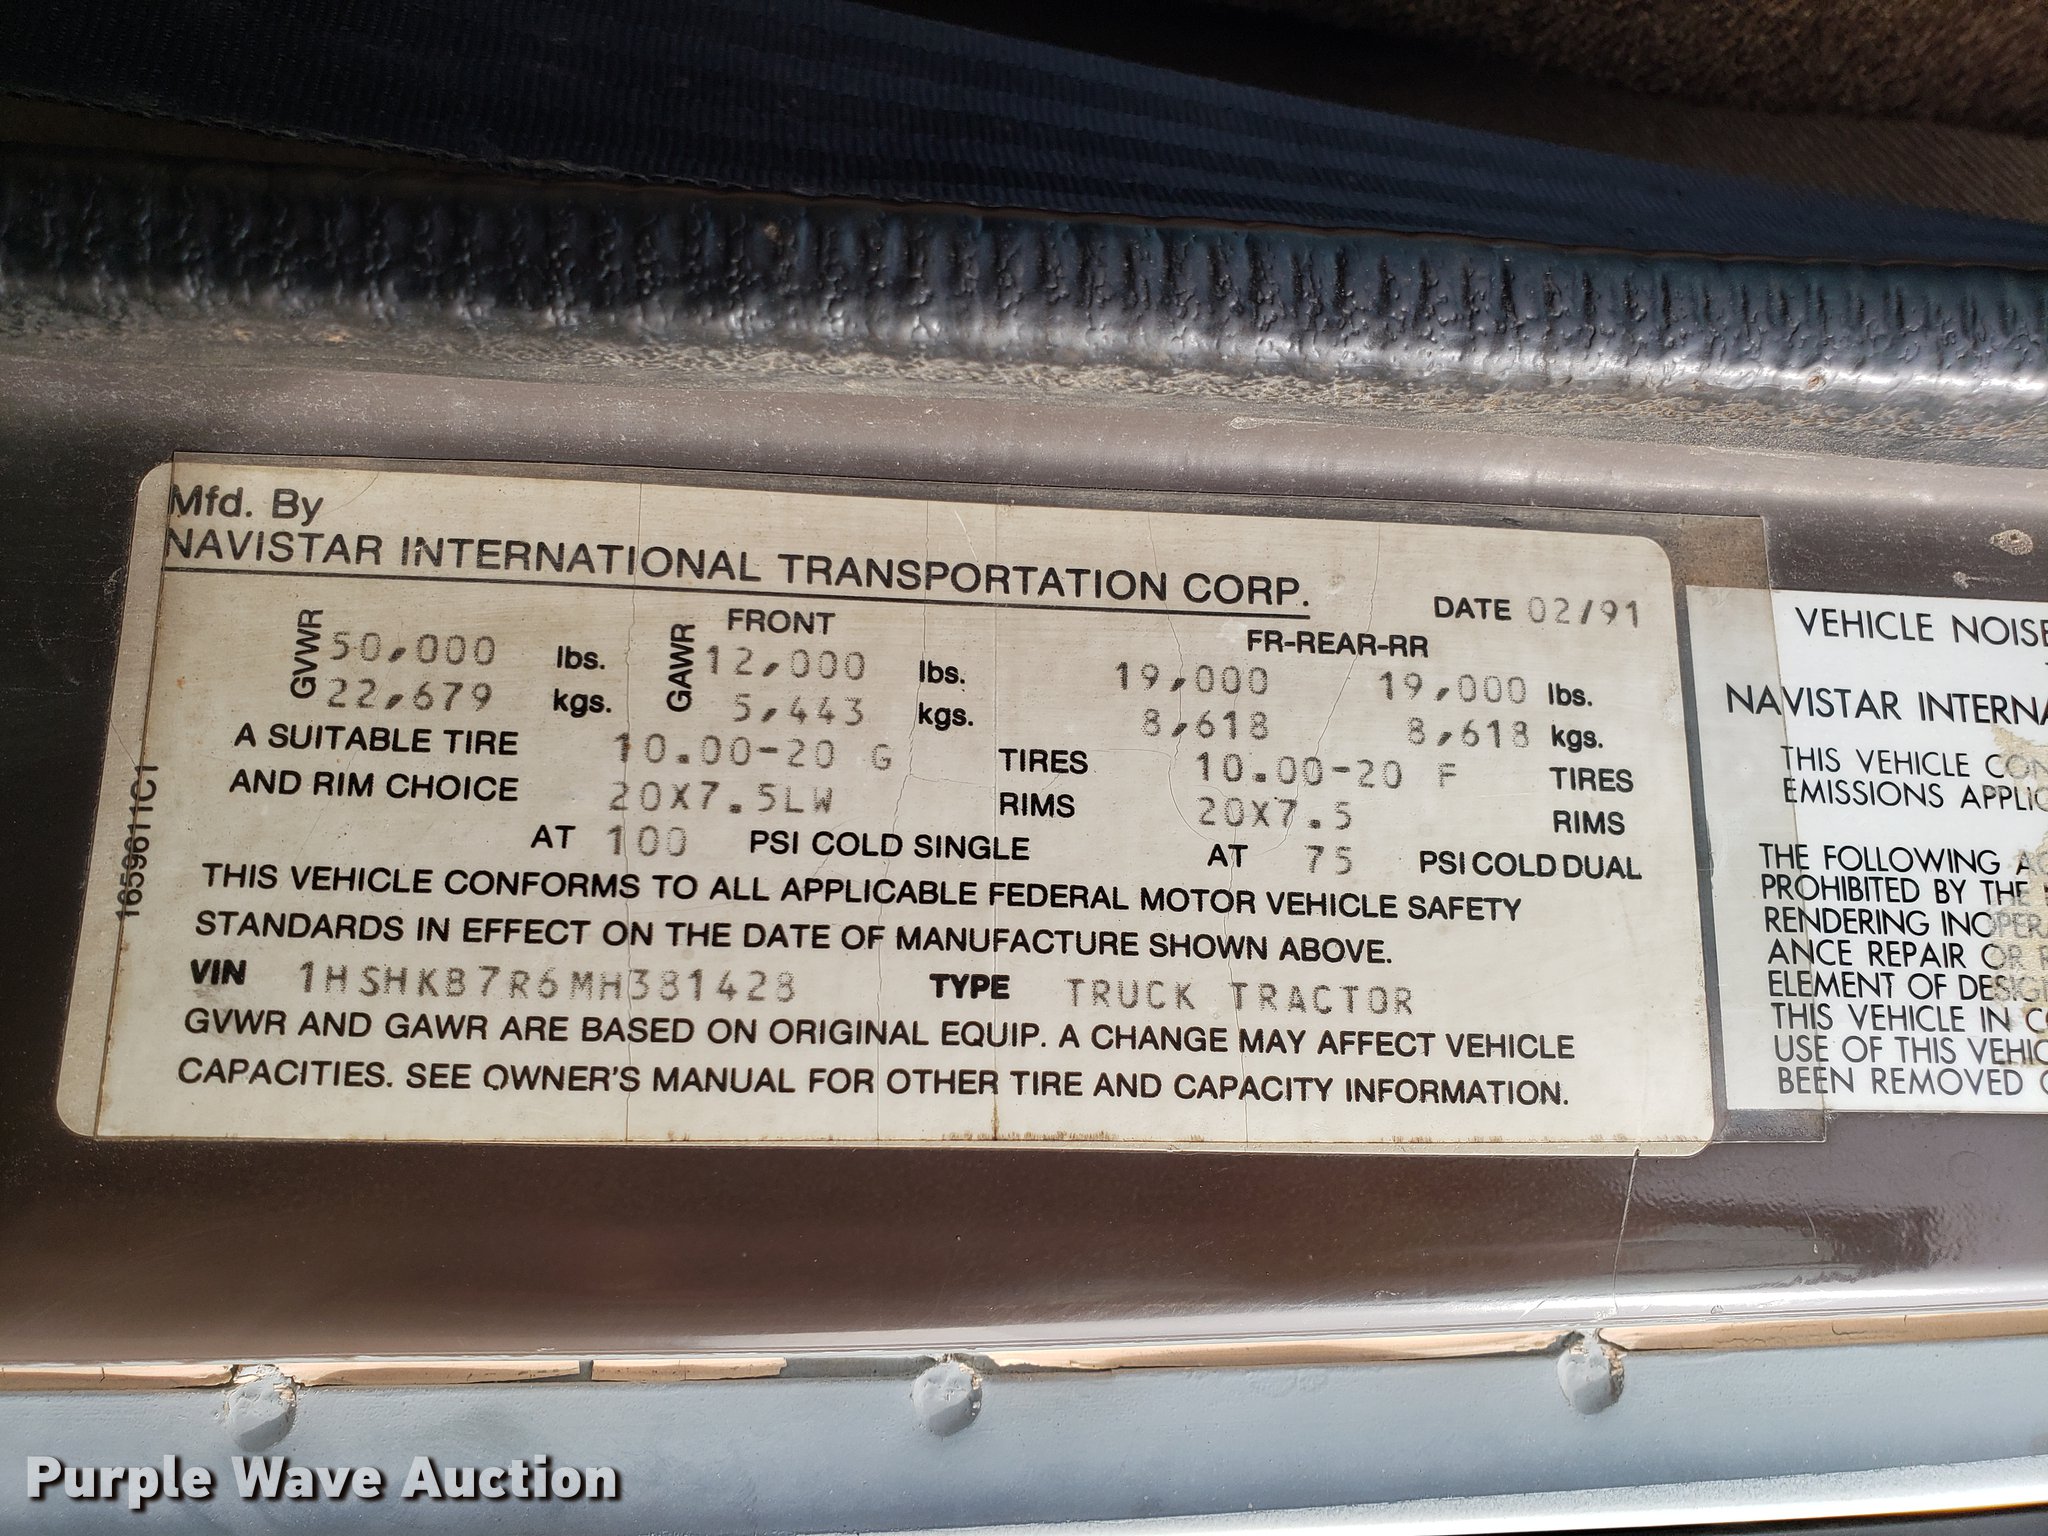 Mfd. By
NAVISTAR INTERNATIONAL TRANSPORTATION CORP.
DATE 02/91
FRONT FR-REAR-RR
GVWR 50,000 lbs. GAWR 12,000 lbs. 19,000 19,000 lbs.
22,679 kgs. 5,443 kgs. 8,618 8,618 kgs.
A SUITABLE TIRE 10.00-20 G TIRES 10.00-20 F TIRES
AND RIM CHOICE 20X7.5LW RIMS 20X7.5 RIMS
AT 100 PSI COLD SINGLE AT 75 PSI COLD DUAL
THIS VEHICLE CONFORMS TO ALL APPLICABLE FEDERAL MOTOR VEHICLE SAFETY
STANDARDS IN EFFECT ON THE DATE OF MANUFACTURE SHOWN ABOVE.
VIN 1HSHKB7R6MH381428 TYPE TRUCK TRACTOR
GVWR AND GAWR ARE BASED ON ORIGINAL EQUIP. A CHANGE MAY AFFECT VEHICLE
CAPACITIES. SEE OWNER'S MANUAL FOR OTHER TIRE AND CAPACITY INFORMATION.
1659611C1
VEHICLE NOISE
NAVISTAR INTERNA
THIS VEHICLE CON
EMISSIONS APPLIC
THE FOLLOWING AC
PROHIBITED BY THE
RENDERING INOPERA
ANCE REPAIR OR R
ELEMENT OF DESIGN
THIS VEHICLE IN CO
USE OF THIS VEHIC
BEEN REMOVED O
Purple Wave Auction